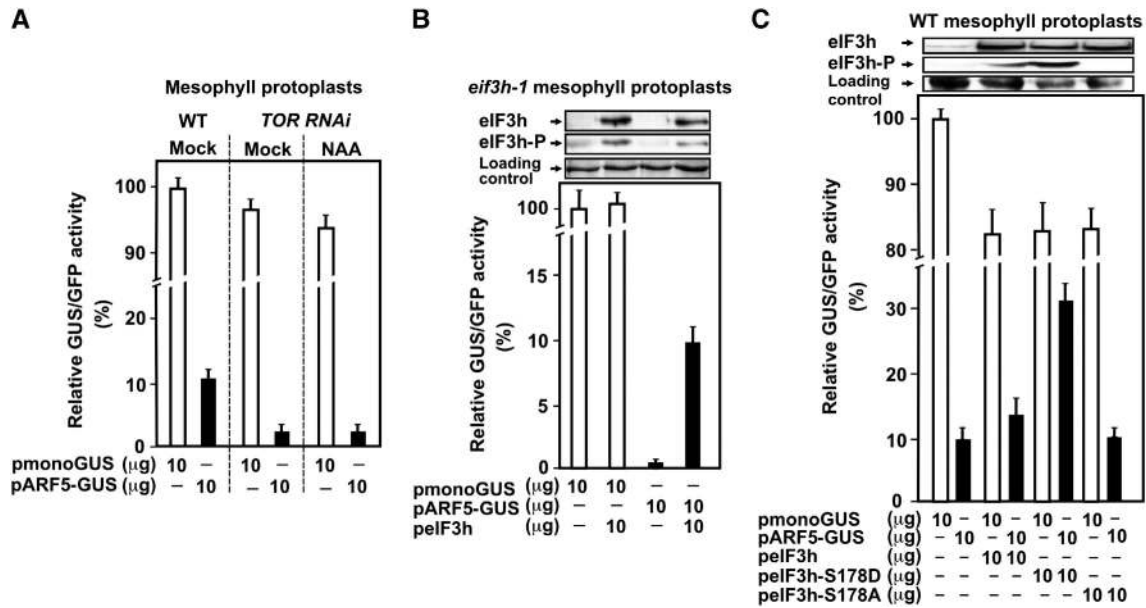 A
Mesophyll protoplasts
WT TOR RNAi
Mock Mock NAA
Relative GUS/GFP activity
(%)
100
90
20
10
0
pmonoGUS (μg) 10 – 10 – 10 –
pARF5-GUS (μg) – 10 – 10 – 10
B
eif3h-1 mesophyll protoplasts
eIF3h
eIF3h-P
Loading
control
Relative GUS/GFP activity
(%)
100
15
10
5
0
pmonoGUS (μg) 10 10 – –
pARF5-GUS (μg) – – 10 10
peIF3h (μg) – 10 – 10
C
WT mesophyll protoplasts
eIF3h
eIF3h-P
Loading
control
Relative GUS/GFP activity
(%)
100
90
80
30
20
10
0
pmonoGUS (μg) 10 – 10 – 10 – 10 –
pARF5-GUS (μg) – 10 – 10 – 10 – 10
peIF3h (μg) – – 10 10 – – – –
peIF3h-S178D (μg) – – – – 10 10 – –
peIF3h-S178A (μg) – – – – – – 10 10